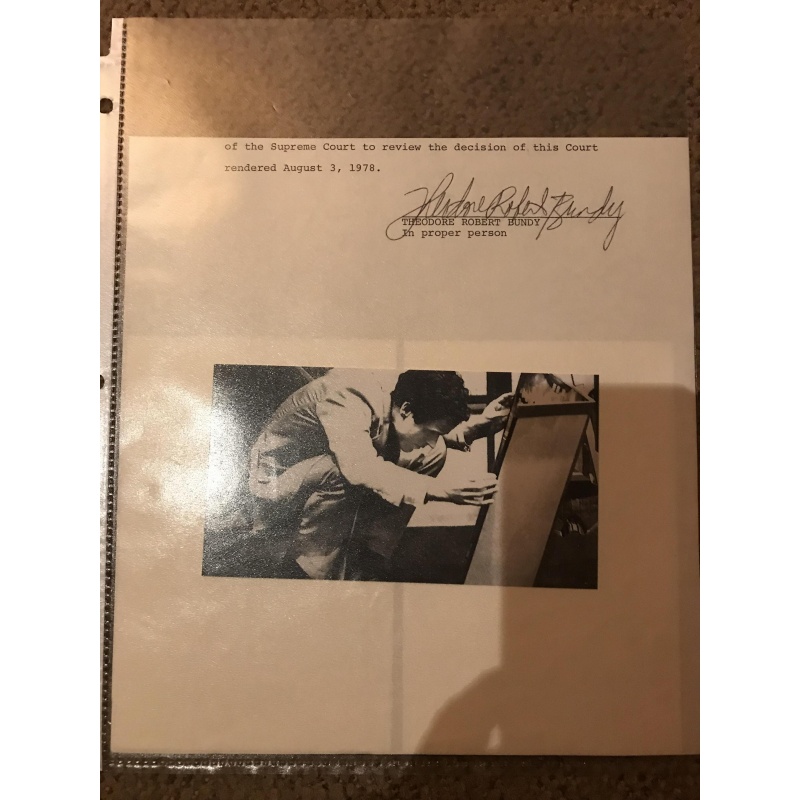 of the Supreme Court to review the decision of this Court
rendered August 3, 1978.
Theodore Robert Bundy
THEODORE ROBERT BUNDY
In proper person